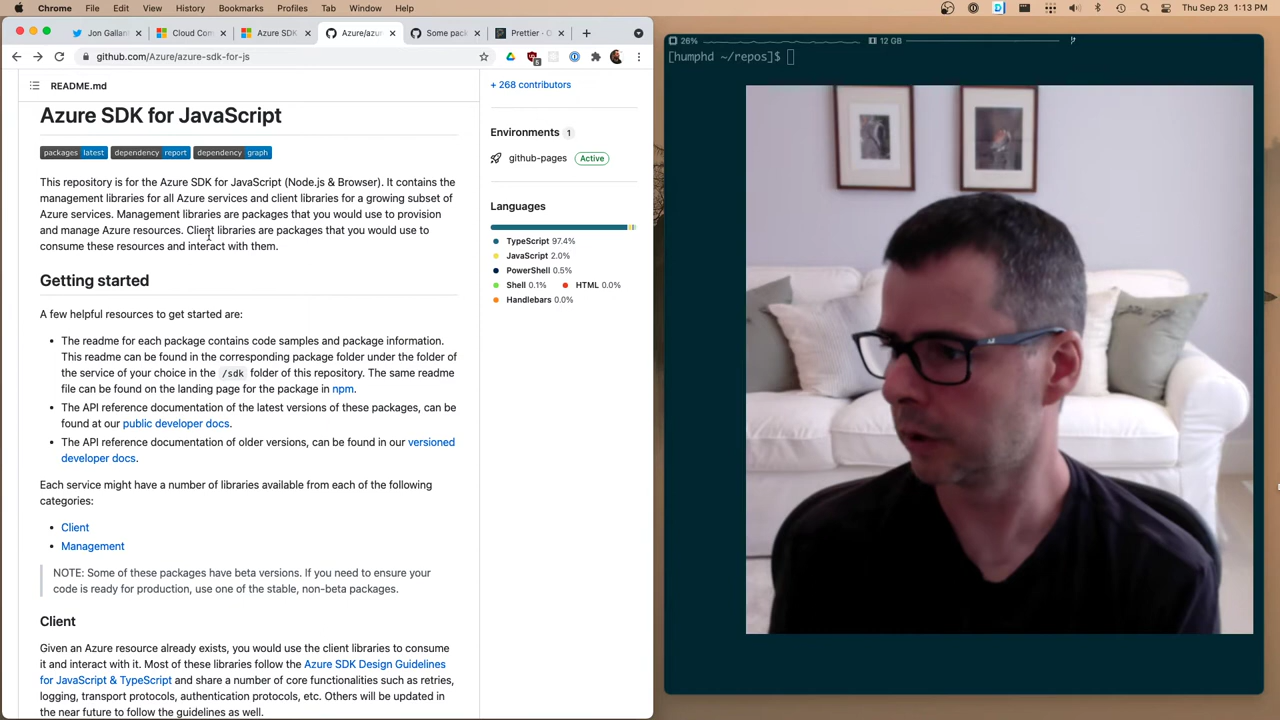 Chrome File Edit View History Bookmarks Profiles Tab Window Help Thu Sep 23 1:13 PM
Jon Gallan Cloud Com Azure SDK Azure/azur Some pack Prettier · O
github.com/Azure/azure-sdk-for-js
5
26% 12 GB
[humphd ~/repos]$
README.md
Azure SDK for JavaScript
packages latest dependency report dependency graph
This repository is for the Azure SDK for JavaScript (Node.js & Browser). It contains the
management libraries for all Azure services and client libraries for a growing subset of
Azure services. Management libraries are packages that you would use to provision
and manage Azure resources. Client libraries are packages that you would use to
consume these resources and interact with them.
Getting started
A few helpful resources to get started are:
• The readme for each package contains code samples and package information.
This readme can be found in the corresponding package folder under the folder of
the service of your choice in the /sdk folder of this repository. The same readme
file can be found on the landing page for the package in npm.
• The API reference documentation of the latest versions of these packages, can be
found at our public developer docs.
• The API reference documentation of older versions, can be found in our versioned
developer docs.
Each service might have a number of libraries available from each of the following
categories:
• Client
• Management
NOTE: Some of these packages have beta versions. If you need to ensure your
code is ready for production, use one of the stable, non-beta packages.
Client
Given an Azure resource already exists, you would use the client libraries to consume
it and interact with it. Most of these libraries follow the Azure SDK Design Guidelines
for JavaScript & TypeScript and share a number of core functionalities such as retries,
logging, transport protocols, authentication protocols, etc. Others will be updated in
the near future to follow the guidelines as well.
+ 268 contributors
Environments 1
github-pages Active
Languages
TypeScript 97.4%
JavaScript 2.0%
PowerShell 0.5%
Shell 0.1% HTML 0.0%
Handlebars 0.0%